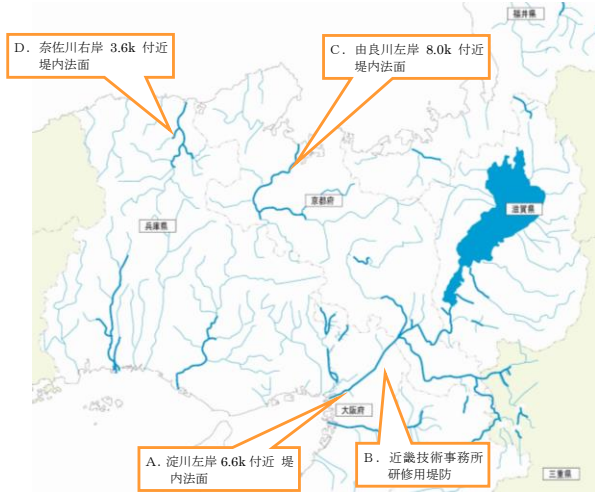 福井県
D. 奈佐川右岸 3.6k 付近
堤内法面
C. 由良川左岸 8.0k 付近
堤内法面
京都府
滋賀県
兵庫県
大阪府
A. 淀川左岸 6.6k 付近 堤
内法面
B. 近畿技術事務所
研修用堤防
三重県